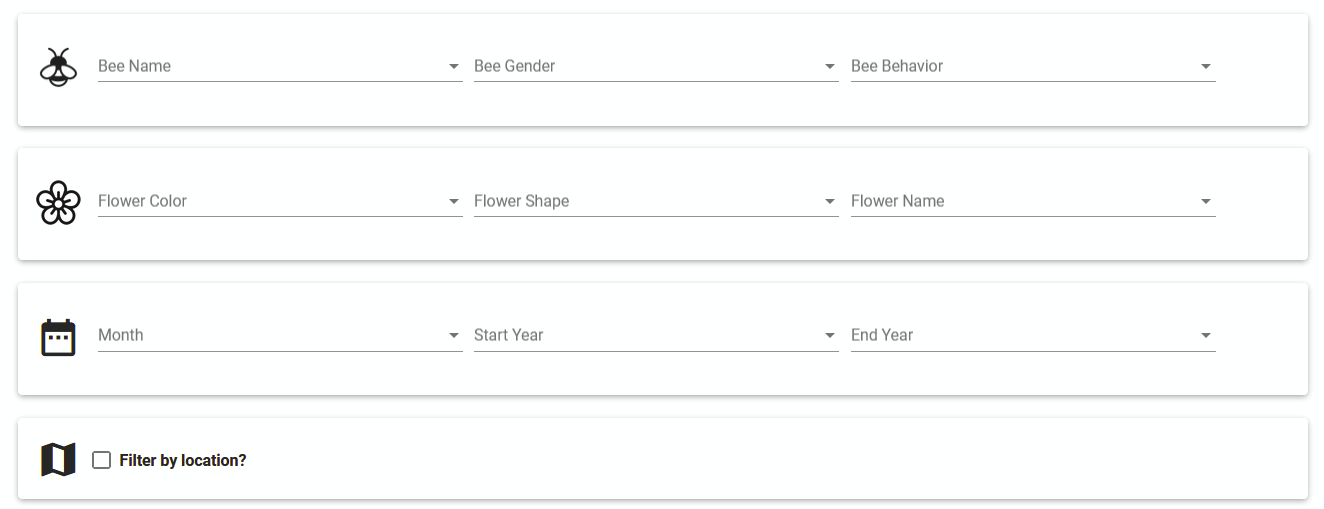 Bee Name Bee Gender Bee Behavior
Flower Color Flower Shape Flower Name
Month Start Year End Year
Filter by location?